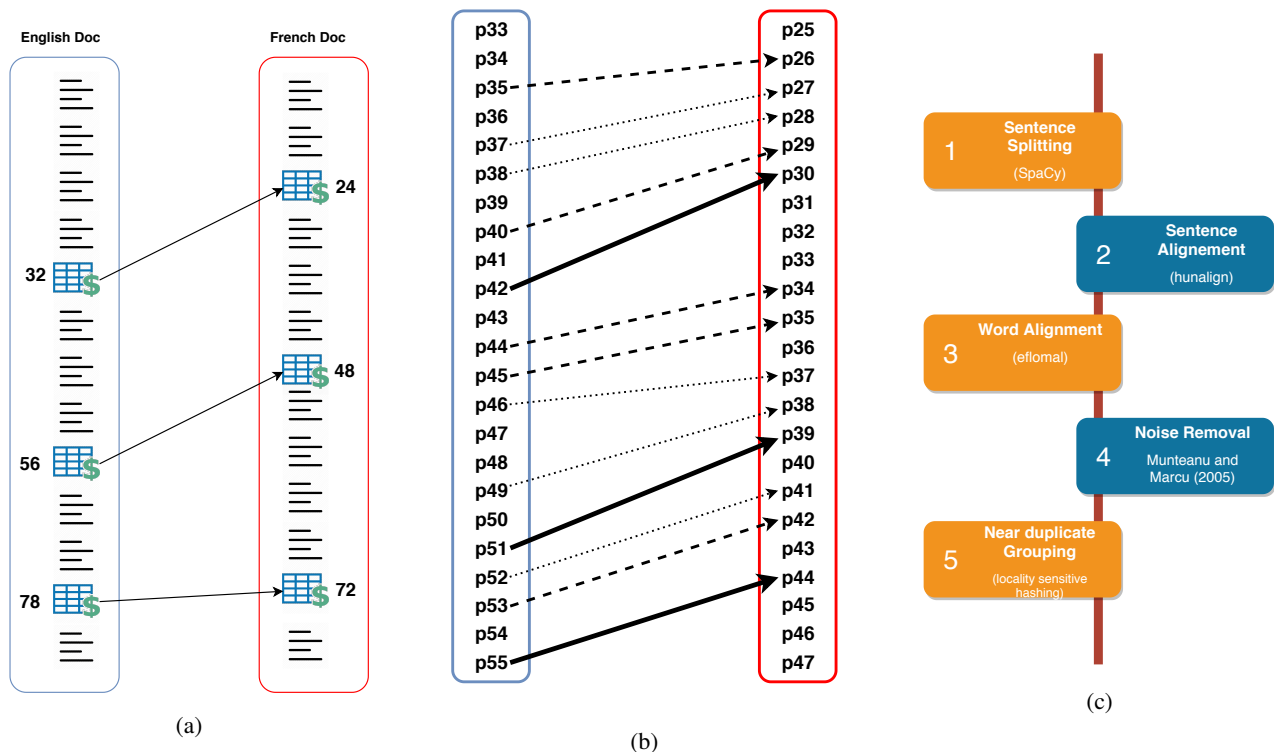 English Doc
French Doc
24
32
48
56
78
72
(a)
p33
p34
p35
p36
p37
p38
p39
p40
p41
p42
p43
p44
p45
p46
p47
p48
p49
p50
p51
p52
p53
p54
p55
p25
p26
p27
p28
p29
p30
p31
p32
p33
p34
p35
p36
p37
p38
p39
p40
p41
p42
p43
p44
p45
p46
p47
(b)
1
Sentence
Splitting
(SpaCy)
2
Sentence
Alignement
(hunalign)
3
Word Alignment
(eflomal)
4
Noise Removal
Munteanu and
Marcu (2005)
5
Near duplicate
Grouping
(locality sensitive
hashing)
(c)
$
$
$
$
$
$